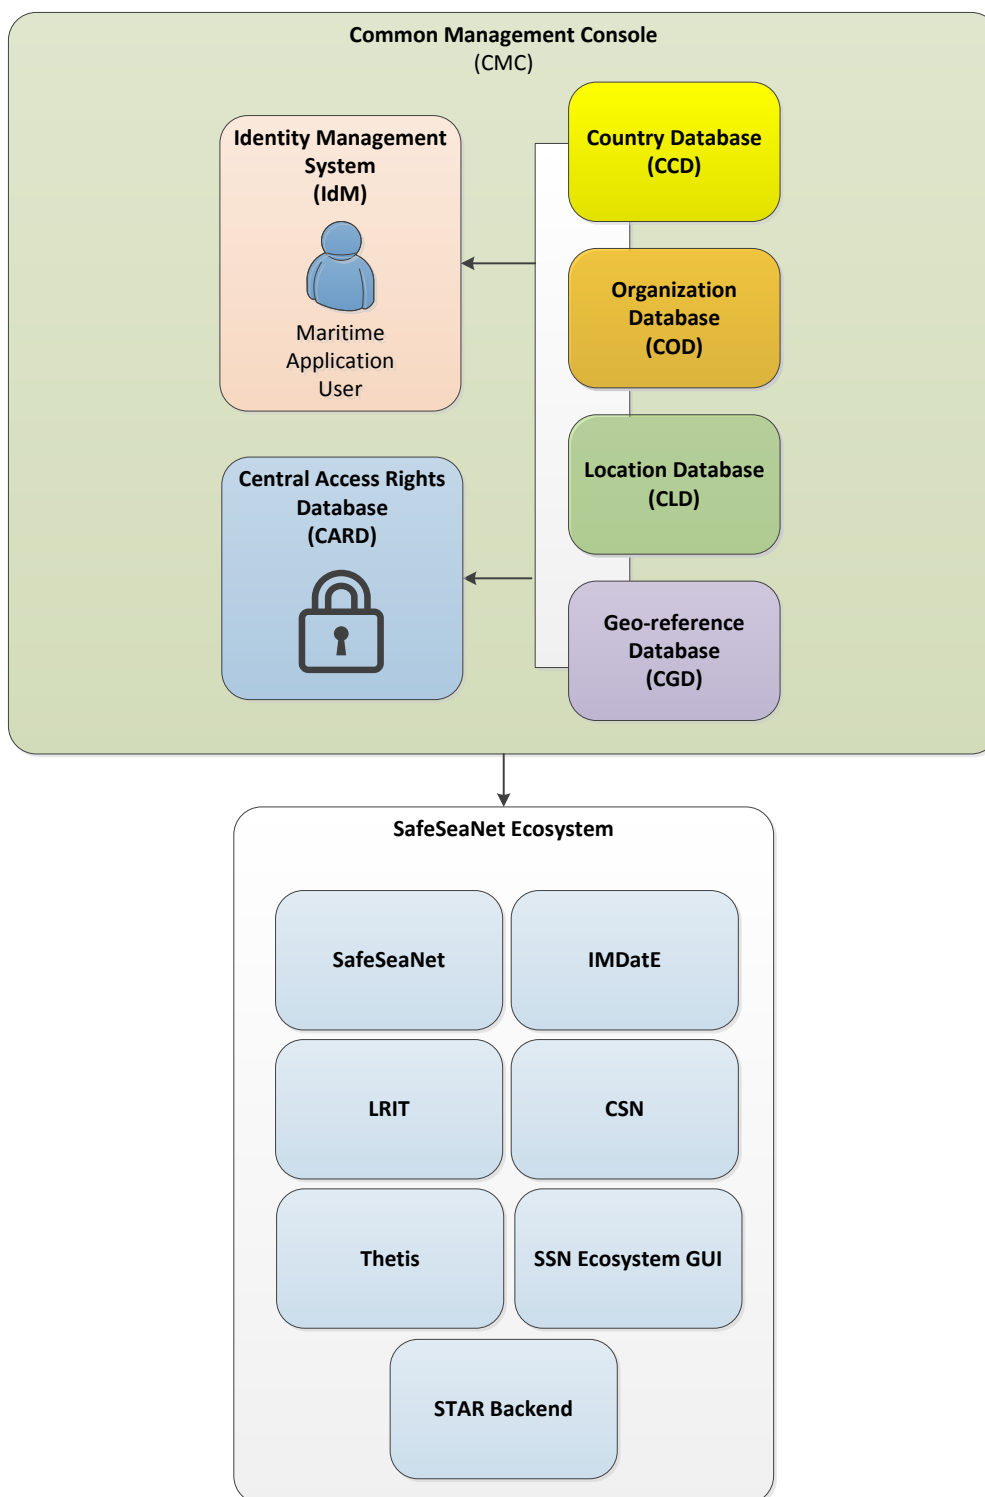 Common Management Console
(CMC)
Identity Management
System
(IdM)
Maritime
Application
User
Country Database
(CCD)
Organization
Database
(COD)
Central Access Rights
Database
(CARD)
Location Database
(CLD)
Geo-reference
Database
(CGD)
SafeSeaNet Ecosystem
SafeSeaNet
IMDatE
LRIT
CSN
Thetis
SSN Ecosystem GUI
STAR Backend